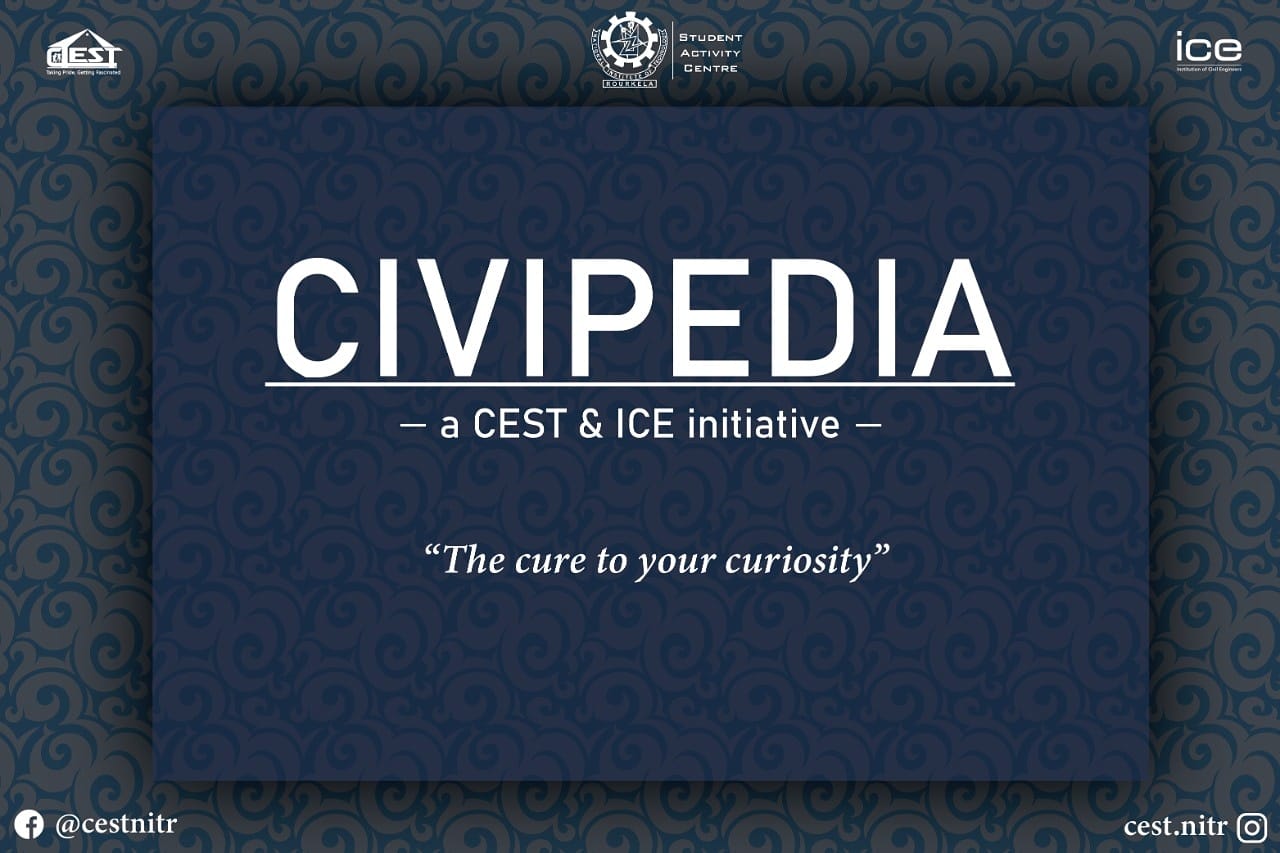 CEST
Taking Pride, Getting Fascinated
ROURKELA
STUDENT
ACTIVITY
CENTRE
ice
Institution of Civil Engineers
CIVIPEDIA
— a CEST & ICE initiative —
“The cure to your curiosity”
@cestnitr
cest.nitr